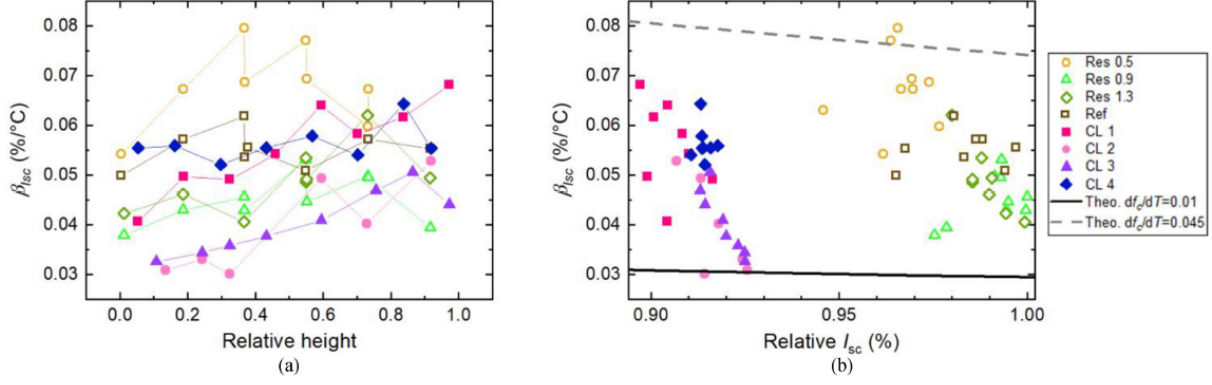 0.08
0.07
0.06
0.05
0.04
0.03
βIsc (%/°C)
0.0 0.2 0.4 0.6 0.8 1.0
Relative height
(a)
0.08
0.07
0.06
0.05
0.04
0.03
βIsc (%/°C)
0.90 0.95 1.00
Relative Isc (%)
(b)
Res 0.5
Res 0.9
Res 1.3
Ref
CL 1
CL 2
CL 3
CL 4
Theo. dfc/dT=0.01
Theo. dfc/dT=0.045